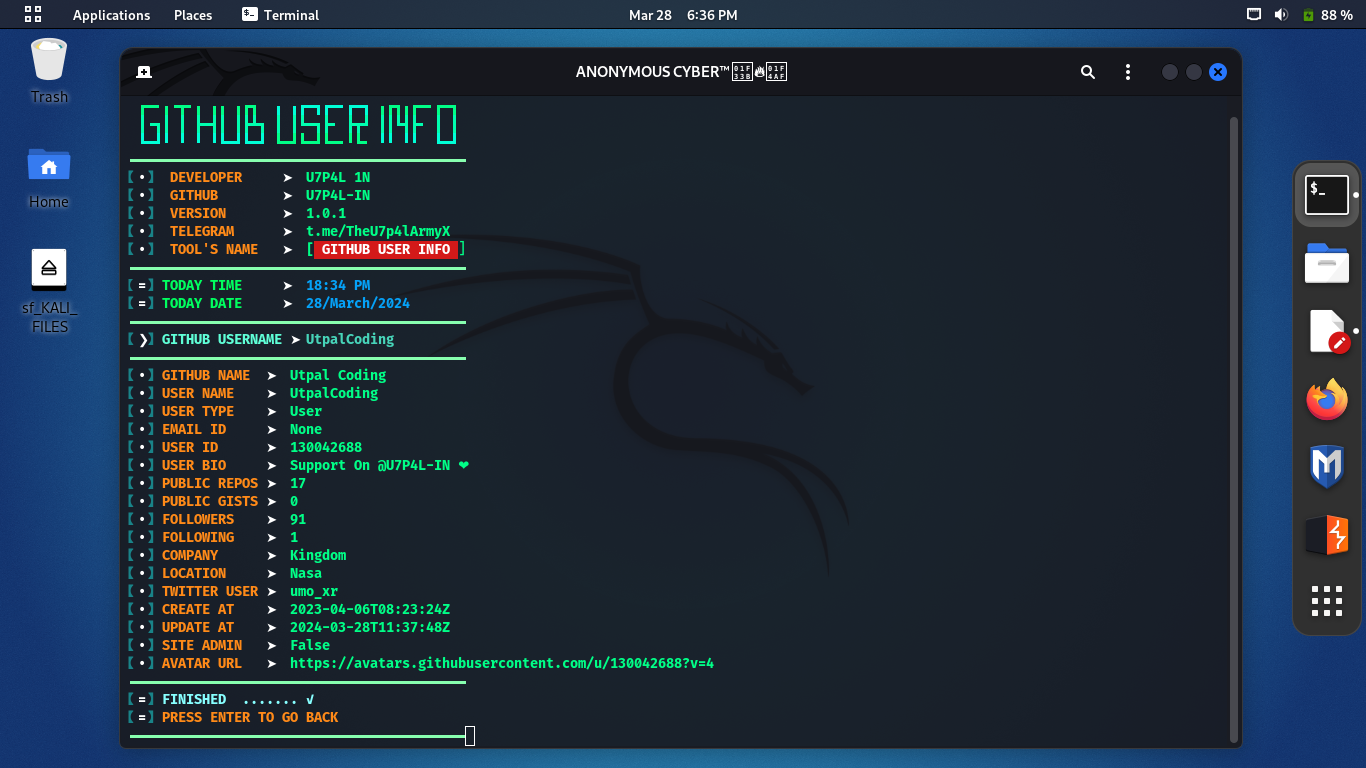 Applications Places Terminal Mar 28 6:36 PM 88 %
Trash
Home
sf_KALI_
FILES
ANONYMOUS CYBER™
GITHUB USER INFO
[•] DEVELOPER ➤ U7P4L 1N
[•] GITHUB ➤ U7P4L-IN
[•] VERSION ➤ 1.0.1
[•] TELEGRAM ➤ t.me/TheU7p4lArmyX
[•] TOOL'S NAME ➤ [ GITHUB USER INFO ]
[=] TODAY TIME ➤ 18:34 PM
[=] TODAY DATE ➤ 28/March/2024
[❯] GITHUB USERNAME ➤ UtpalCoding
[•] GITHUB NAME ➤ Utpal Coding
[•] USER NAME ➤ UtpalCoding
[•] USER TYPE ➤ User
[•] EMAIL ID ➤ None
[•] USER ID ➤ 130042688
[•] USER BIO ➤ Support On @U7P4L-IN ❤
[•] PUBLIC REPOS ➤ 17
[•] PUBLIC GISTS ➤ 0
[•] FOLLOWERS ➤ 91
[•] FOLLOWING ➤ 1
[•] COMPANY ➤ Kingdom
[•] LOCATION ➤ Nasa
[•] TWITTER USER ➤ umo_xr
[•] CREATE AT ➤ 2023-04-06T08:23:24Z
[•] UPDATE AT ➤ 2024-03-28T11:37:48Z
[•] SITE ADMIN ➤ False
[•] AVATAR URL ➤ https://avatars.githubusercontent.com/u/130042688?v=4
[=] FINISHED ....... √
[=] PRESS ENTER TO GO BACK